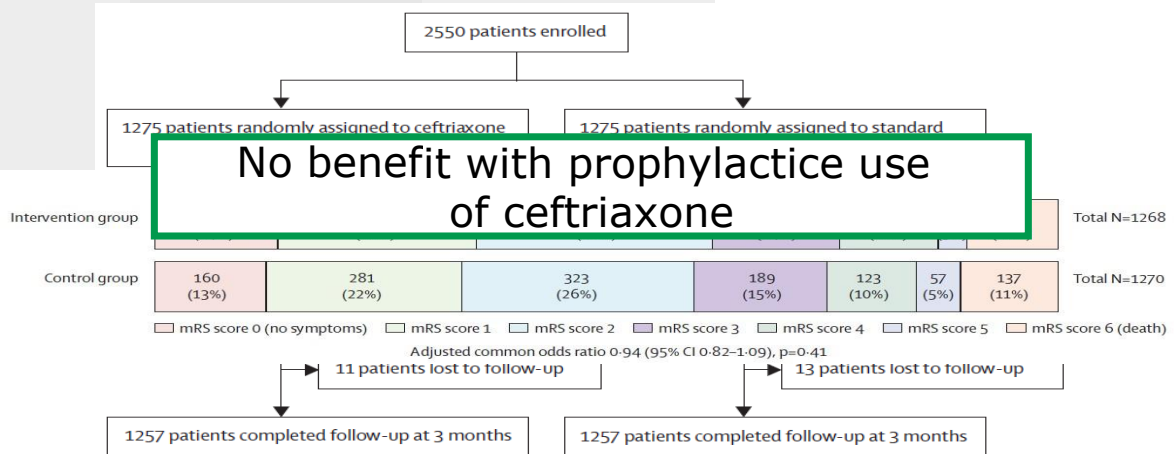 2550 patients enrolled
1275 patients randomly assigned to ceftriaxone
1275 patients randomly assigned to standard
No benefit with prophylactice use
of ceftriaxone
Intervention group
Total N=1268
Control group
160 281 323 189 123 57 137
(13%) (22%) (26%) (15%) (10%) (5%) (11%)
Total N=1270
mRS score 0 (no symptoms) mRS score 1 mRS score 2 mRS score 3 mRS score 4 mRS score 5 mRS score 6 (death)
Adjusted common odds ratio 0·94 (95% CI 0·82–1·09), p=0·41
11 patients lost to follow-up
13 patients lost to follow-up
1257 patients completed follow-up at 3 months
1257 patients completed follow-up at 3 months